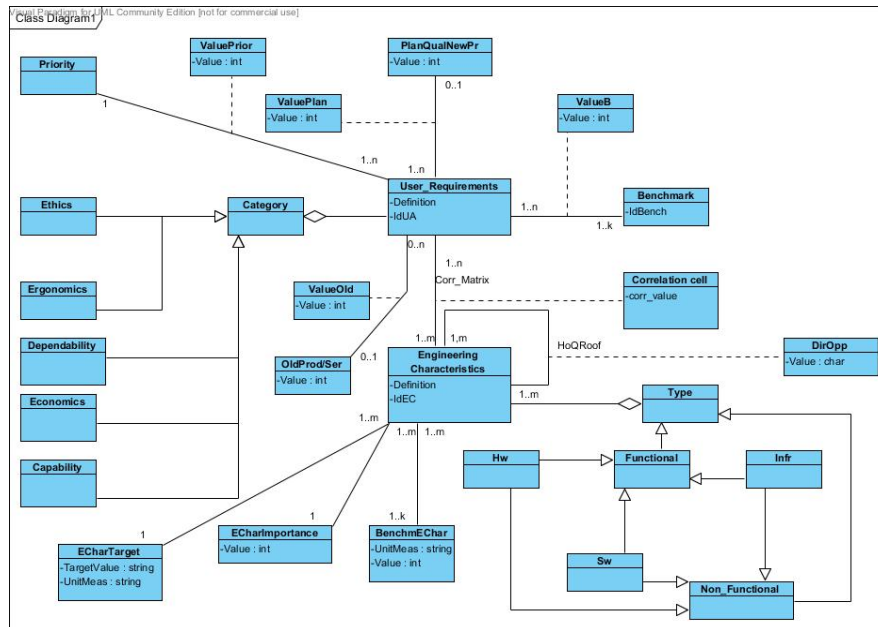 Visual Paradigm for UML Community Edition [not for commercial use]
Class Diagram1
ValuePrior
-Value : int
PlanQualNewPr
-Value : int
Priority
1
ValuePlan
-Value : int
0..1
ValueB
-Value : int
1..n
1..n
User_Requirements
-Definition
-IdUA
Ethics
Category
1..n
1..k
Benchmark
-IdBench
0..n
1..n
Corr_Matrix
Ergonomics
ValueOld
-Value : int
Correlation cell
-corr_value
Dependability
1..m
1,m
HoQRoof
DirOpp
-Value : char
OldProd/Ser
-Value : int
0..1
Engineering
Characteristics
-Definition
-IdEC
1..m
Type
Economics
1..m
1..m
1..m
Capability
Hw
Functional
Infr
1
ECharTarget
-TargetValue : string
-UnitMeas : string
1
ECharImportance
-Value : int
1..k
BenchmEChar
-UnitMeas : string
-Value : int
Sw
Non_Functional